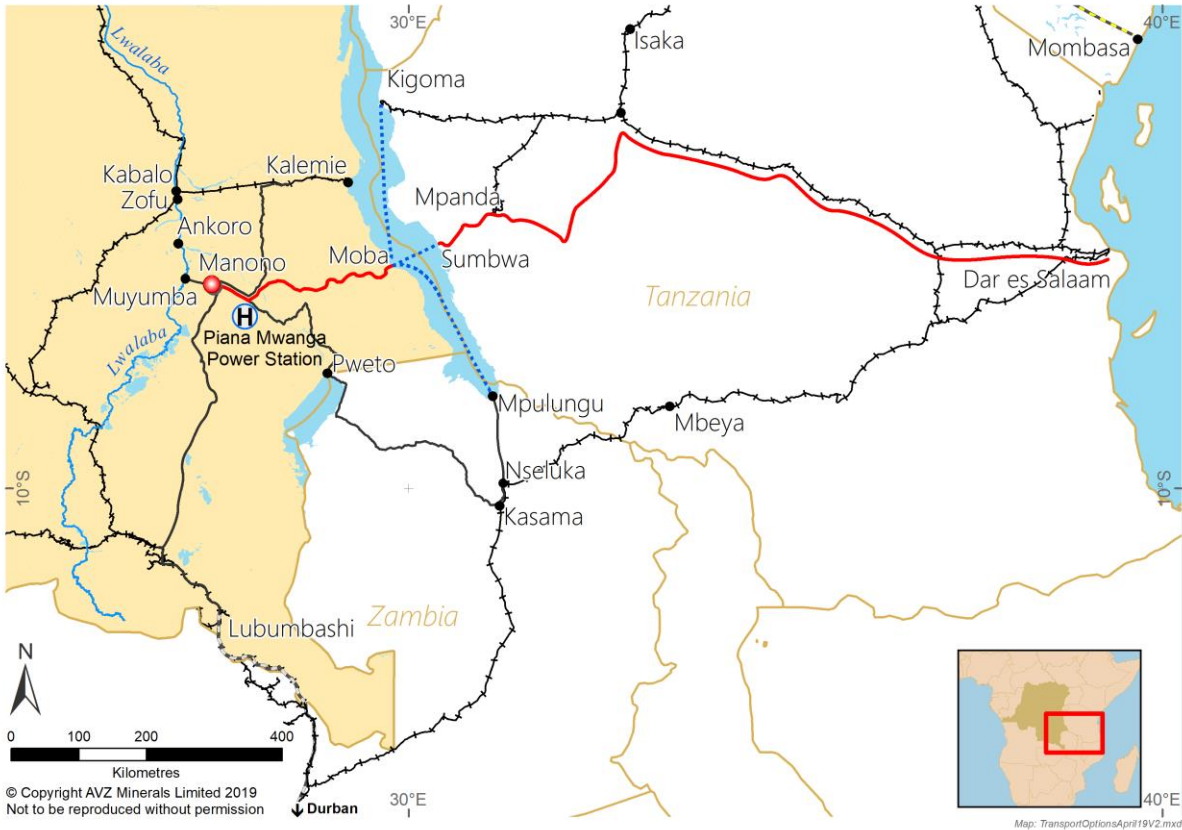 30°E
40°E
Lwalaba
Isaka
Mombasa
Kigoma
Kabalo
Kalemie
Zofu
Mpanda
Ankoro
Moba
Sumbwa
Manono
Muyumba
Dar es Salaam
Tanzania
H
Piana Mwanga
Power Station
Lwalaba
Pweto
Mpulungu
Mbeya
10°S
10°S
Nseluka
Kasama
Zambia
Lubumbashi
N
0 100 200 400
Kilometres
© Copyright AVZ Minerals Limited 2019
Not to be reproduced without permission
Durban
30°E
40°E
Map: TransportOptionsApril19V2.mxd